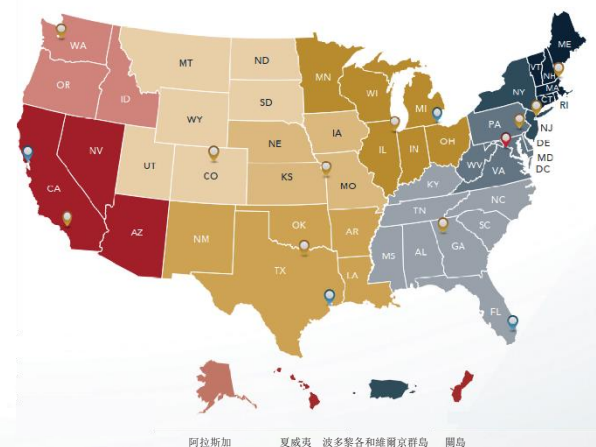 WA
ME
MT
ND
VT
NH
MN
OR
MA
ID
WI
NY
CT
RI
SD
MI
WY
PA
IA
NJ
NE
OH
DE
NV
IL
IN
MD
UT
WV
DC
CO
VA
CA
KS
MO
KY
NC
TN
AZ
OK
AR
SC
NM
MS
AL
GA
TX
LA
FL
阿拉斯加
夏威夷
波多黎各和維爾京群島
關島